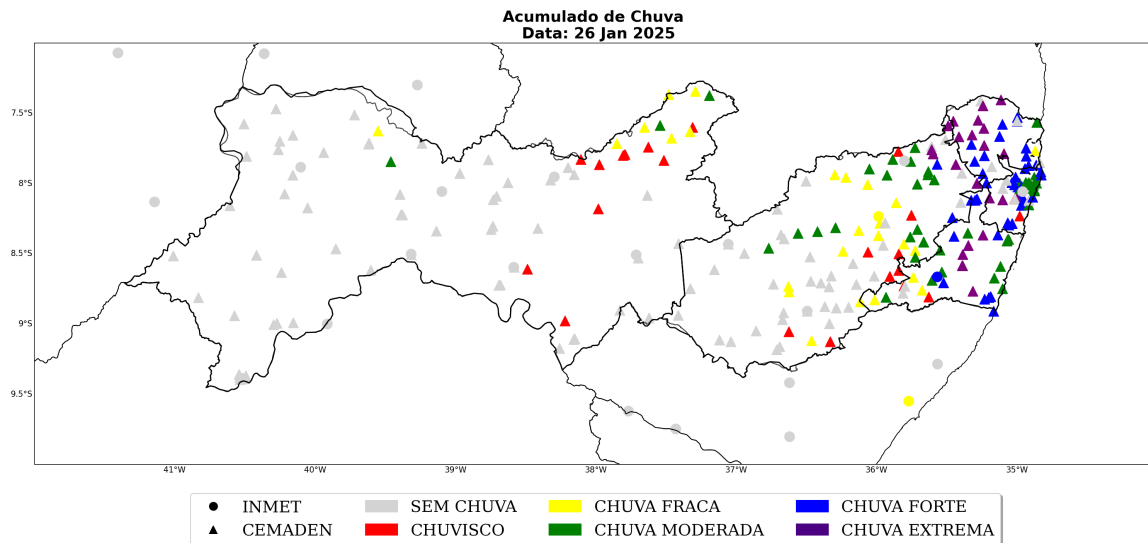 Acumulado de Chuva
Data: 26 Jan 2025
7.5°S
8°S
8.5°S
9°S
9.5°S
41°W 40°W 39°W 38°W 37°W 36°W 35°W
INMET SEM CHUVA CHUVA FRACA CHUVA FORTE
CEMADEN CHUVISCO CHUVA MODERADA CHUVA EXTREMA